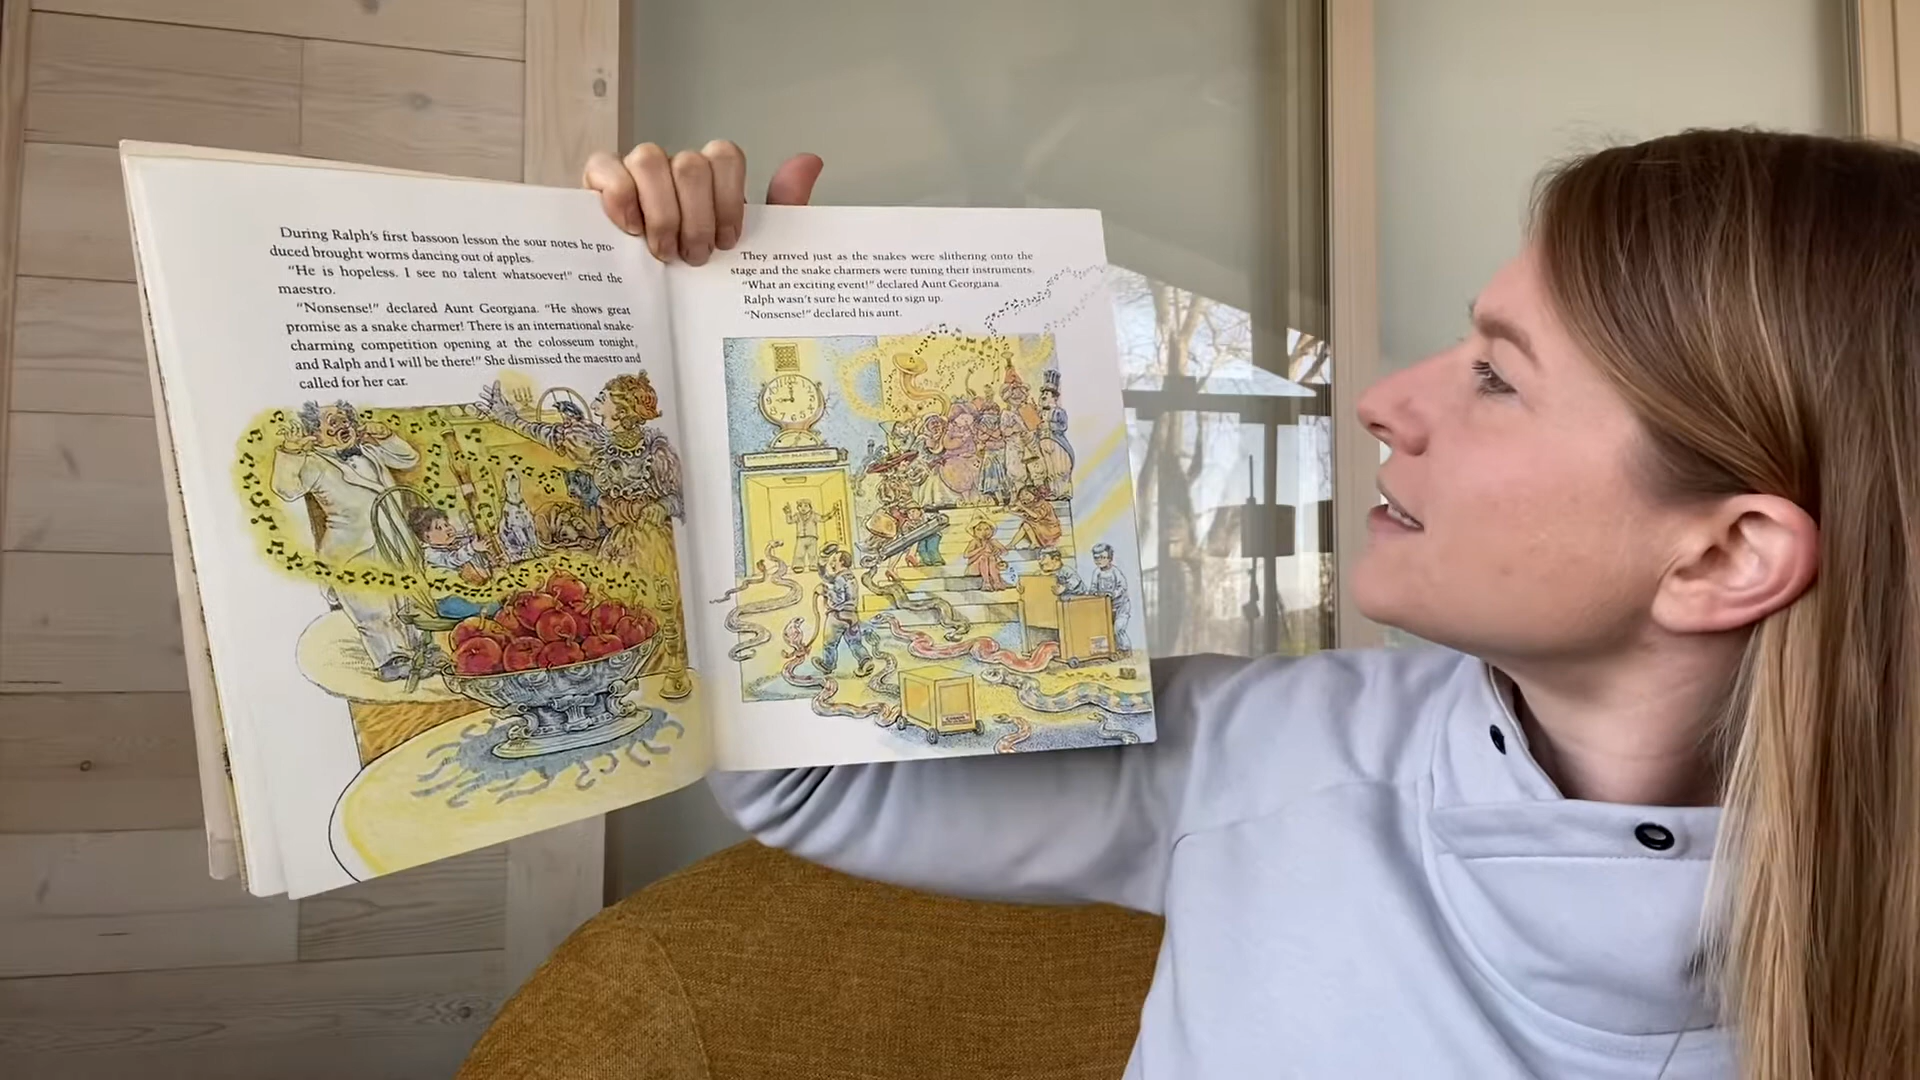 During Ralph's first bassoon lesson the sour notes he pro-
duced brought worms dancing out of apples.
"He is hopeless. I see no talent whatsoever!" cried the
maestro.
"Nonsense!" declared Aunt Georgiana. "He shows great
promise as a snake charmer! There is an international snake-
charming competition opening at the colosseum tonight,
and Ralph and I will be there!" She dismissed the maestro and
called for her car.
They arrived just as the snakes were slithering onto the
stage and the snake charmers were tuning their instruments.
"What an exciting event!" declared Aunt Georgiana.
Ralph wasn't sure he wanted to sign up.
"Nonsense!" declared his aunt.